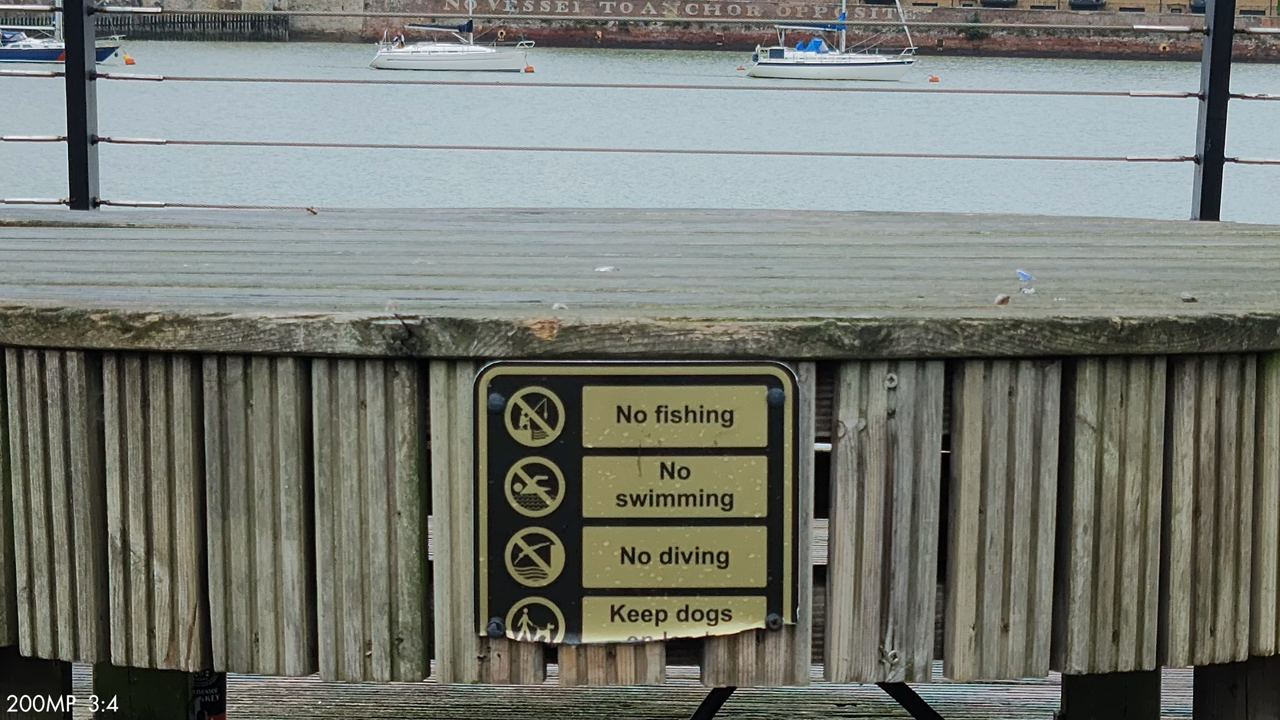 NO VESSEL TO ANCHOR OPPOSITE
No fishing
No
swimming
No diving
Keep dogs
200MP 3:4